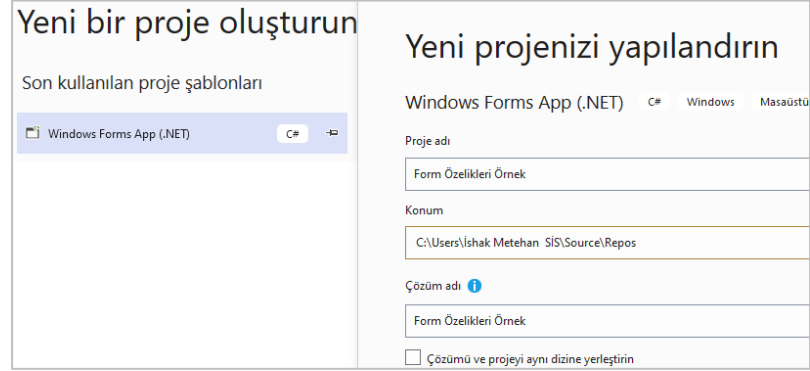 Yeni bir proje oluşturun
Son kullanılan proje şablonları
Windows Forms App (.NET) C#
Yeni projenizi yapılandırın
Windows Forms App (.NET) C# Windows Masaüstü
Proje adı
Form Özelikleri Örnek
Konum
C:\Users\İshak Metehan SİS\Source\Repos
Çözüm adı
Form Özelikleri Örnek
Çözümü ve projeyi aynı dizine yerleştirin